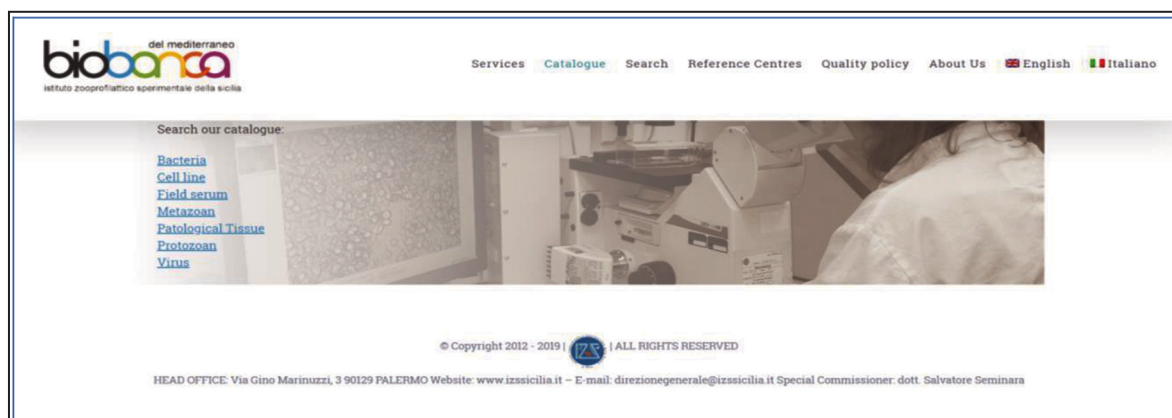 del mediterraneo
biobanca
istituto zooprofilattico sperimentale della sicilia
Services Catalogue Search Reference Centres Quality policy About Us English Italiano
Search our catalogue:
Bacteria
Cell line
Field serum
Metazoan
Patological Tissue
Protozoan
Virus
© Copyright 2012 - 2019 | IZS | ALL RIGHTS RESERVED
HEAD OFFICE: Via Gino Marinuzzi, 3 90129 PALERMO Website: www.izssicilia.it – E-mail: direzionegenerale@izssicilia.it Special Commissioner: dott. Salvatore Seminara